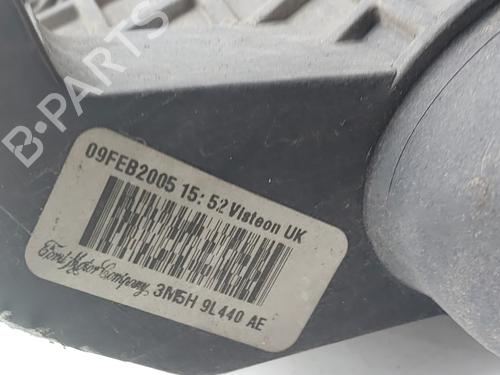 B-PARTS
09FEB2005 15:52 Visteon UK
Ford Motor Company 3M5H 9L440 AE